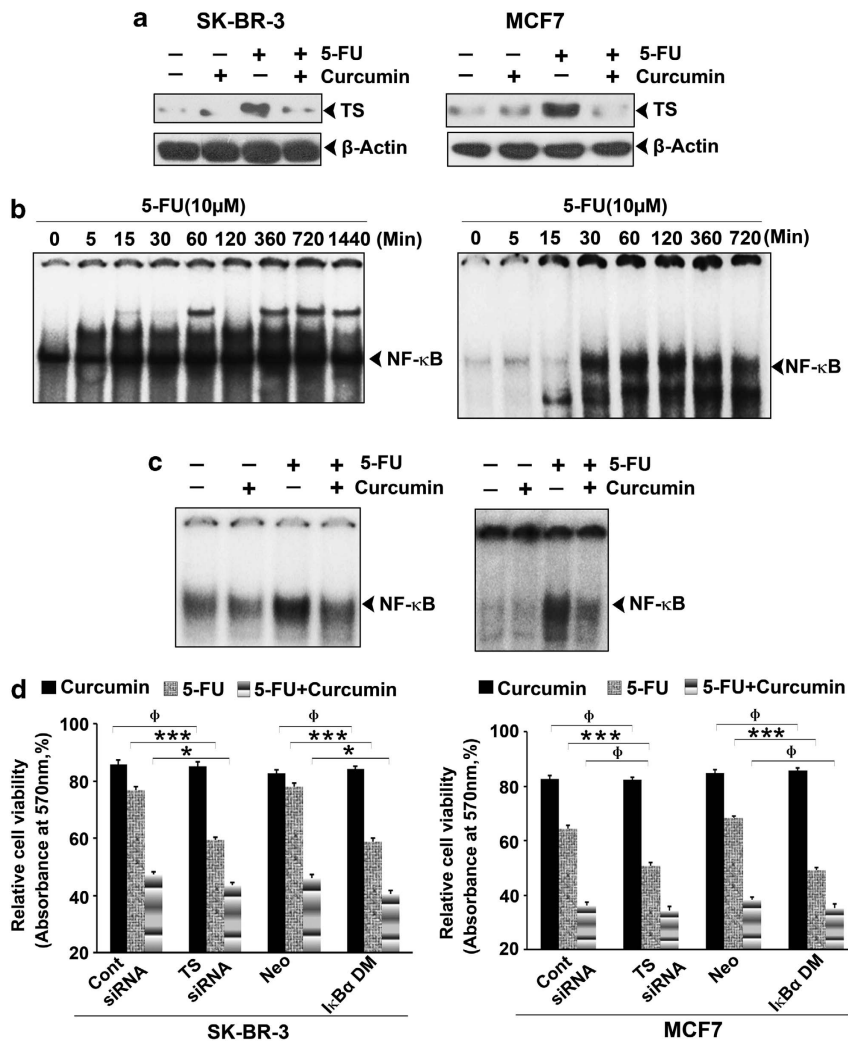 a
SK-BR-3
MCF7
– – + + 5-FU
– + – + Curcumin
TS
β-Actin
– – + + 5-FU
– + – + Curcumin
TS
β-Actin
b
5-FU(10μM)
0 5 15 30 60 120 360 720 1440 (Min)
NF-κB
5-FU(10μM)
0 5 15 30 60 120 360 720 (Min)
NF-κB
c
– – + + 5-FU
– + – + Curcumin
NF-κB
– – + + 5-FU
– + – + Curcumin
NF-κB
d
Curcumin 5-FU 5-FU+Curcumin
Relative cell viability
(Absorbance at 570nm,%)
100
80
60
40
20
ϕ ϕ
*** ***
* *
Cont
siRNA
TS
siRNA
Neo
IκBα DM
SK-BR-3
Curcumin 5-FU 5-FU+Curcumin
Relative cell viability
(Absorbance at 570nm,%)
100
80
60
40
20
ϕ ϕ
*** ***
ϕ ϕ
Cont
siRNA
TS
siRNA
Neo
IκBα DM
MCF7